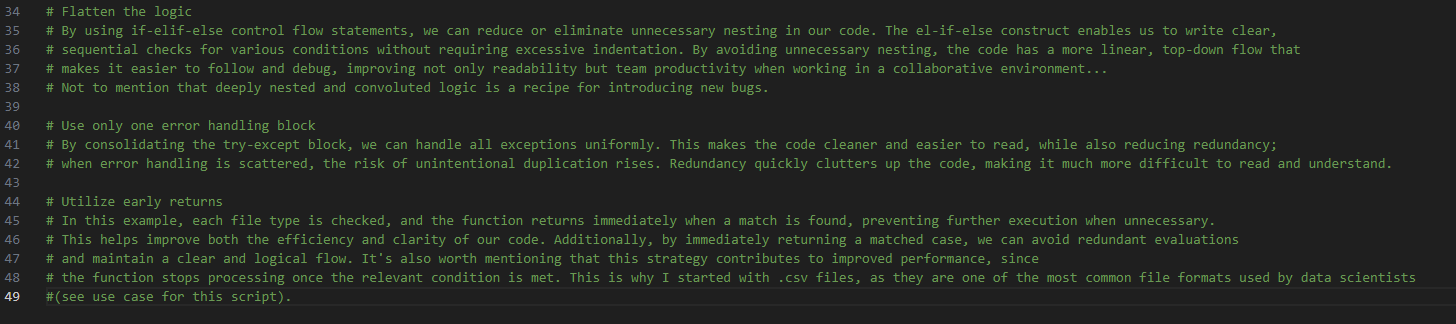 34 # Flatten the logic
35 # By using if-elif-else control flow statements, we can reduce or eliminate unnecessary nesting in our code. The el-if-else construct enables us to write clear,
36 # sequential checks for various conditions without requiring excessive indentation. By avoiding unnecessary nesting, the code has a more linear, top-down flow that
37 # makes it easier to follow and debug, improving not only readability but team productivity when working in a collaborative environment...
38 # Not to mention that deeply nested and convoluted logic is a recipe for introducing new bugs.
39
40 # Use only one error handling block
41 # By consolidating the try-except block, we can handle all exceptions uniformly. This makes the code cleaner and easier to read, while also reducing redundancy;
42 # when error handling is scattered, the risk of unintentional duplication rises. Redundancy quickly clutters up the code, making it much more difficult to read and understand.
43
44 # Utilize early returns
45 # In this example, each file type is checked, and the function returns immediately when a match is found, preventing further execution when unnecessary.
46 # This helps improve both the efficiency and clarity of our code. Additionally, by immediately returning a matched case, we can avoid redundant evaluations
47 # and maintain a clear and logical flow. It's also worth mentioning that this strategy contributes to improved performance, since
48 # the function stops processing once the relevant condition is met. This is why I started with .csv files, as they are one of the most common file formats used by data scientists
49 #(see use case for this script).